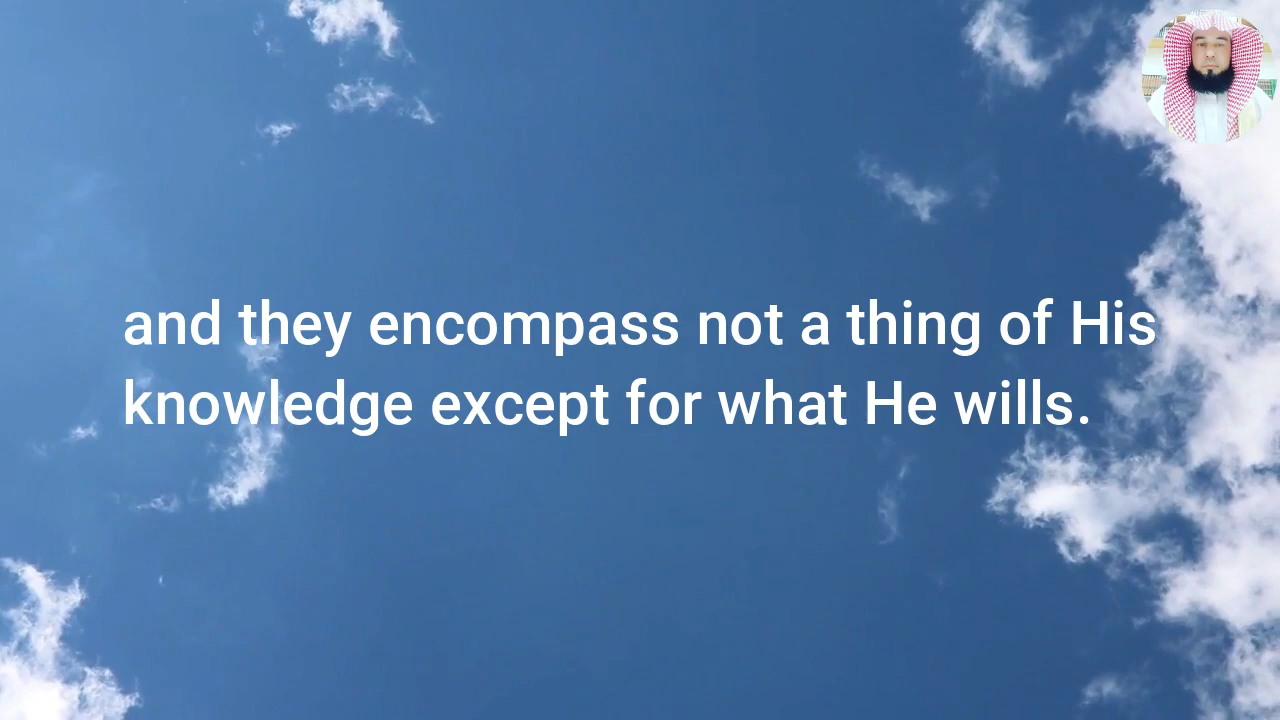 and they encompass not a thing of His
knowledge except for what He wills.